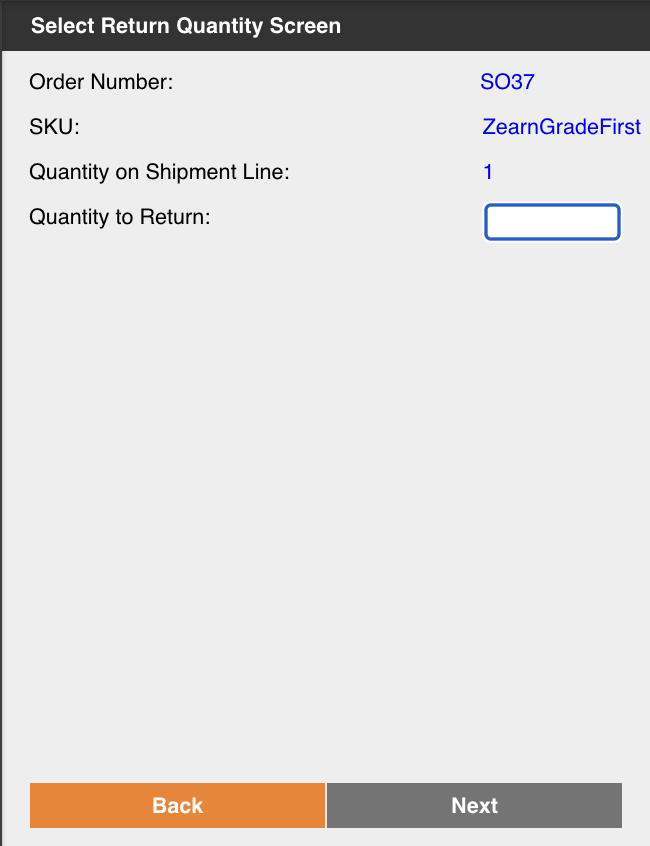 Select Return Quantity Screen
Order Number: SO37
SKU: ZearnGradeFirst
Quantity on Shipment Line: 1
Quantity to Return:
Back Next